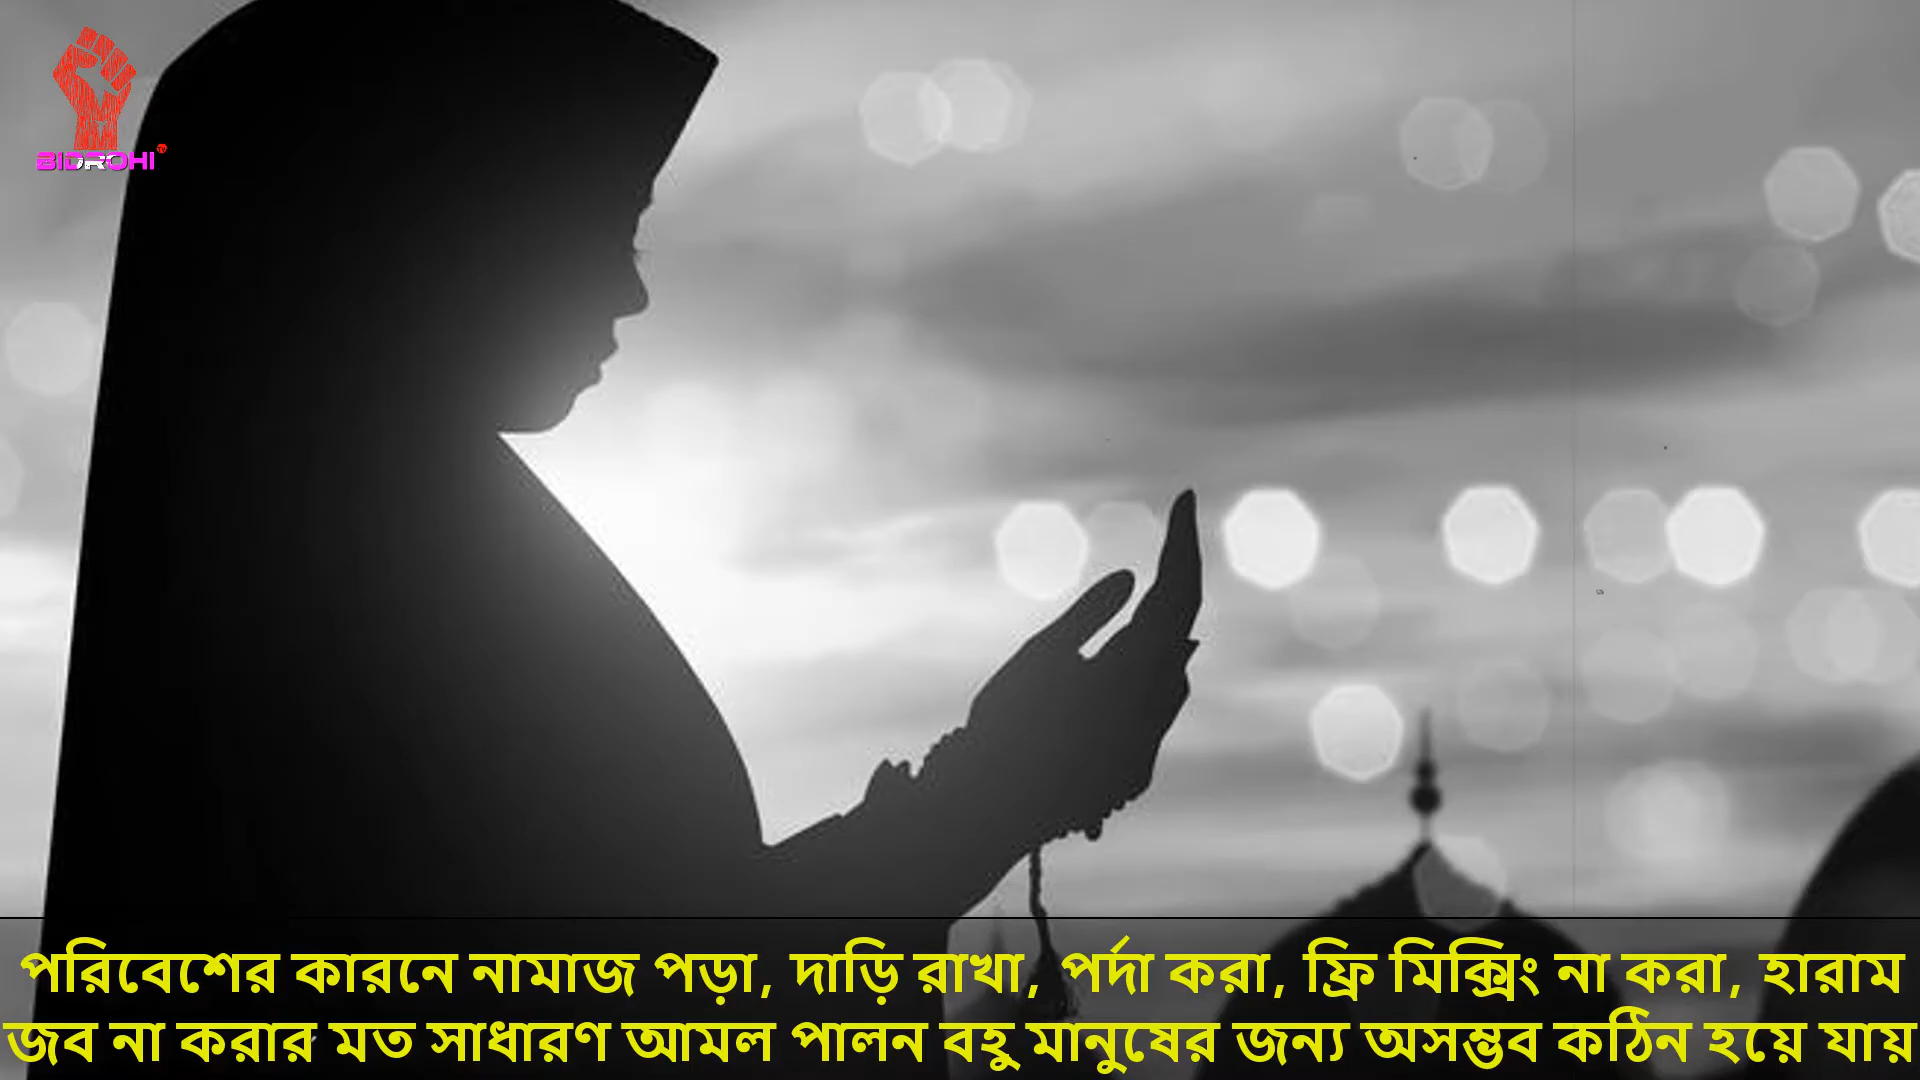 BIDROHI TV
পরিবেশের কারনে নামাজ পড়া, দাড়ি রাখা, পর্দা করা, ফ্রি মিক্সিং না করা, হারাম
জব না করার মত সাধারণ আমল পালন বহু মানুষের জন্য অসম্ভব কঠিন হয়ে যায়